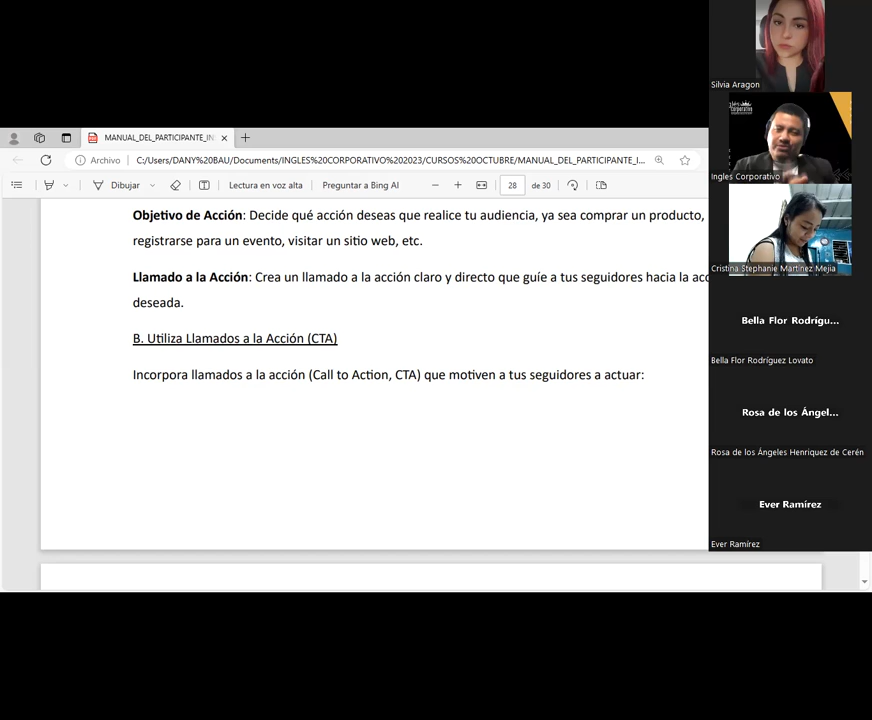 Silvia Aragon
MANUAL_DEL_PARTICIPANTE_IN
Archivo
C:/Users/DANY%20BAU/Documents/INGLES%20CORPORATIVO%202023/CURSOS%20OCTUBRE/MANUAL_DEL_PARTICIPANTE_I...
Dibujar
Lectura en voz alta
Preguntar a Bing AI
28
de 30
Objetivo de Acción: Decide qué acción deseas que realice tu audiencia, ya sea comprar un producto,
registrarse para un evento, visitar un sitio web, etc.
Llamado a la Acción: Crea un llamado a la acción claro y directo que guíe a tus seguidores hacia la acc
deseada.
B. Utiliza Llamados a la Acción (CTA)
Incorpora llamados a la acción (Call to Action, CTA) que motiven a tus seguidores a actuar:
Corporativo
Ingles Corporativo
Cristina Stephanie Martinez Mejia
Bella Flor Rodrígu...
Bella Flor Rodríguez Lovato
Rosa de los Ángel...
Rosa de los Ángeles Henriquez de Cerén
Ever Ramírez
Ever Ramírez